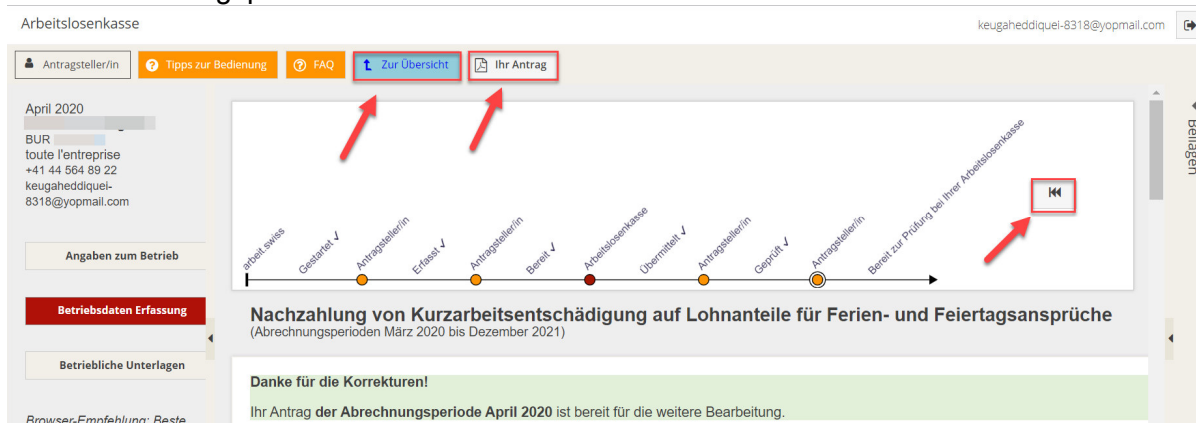 Arbeitslosenkasse
keugaheddiquei-8318@yopmail.com
Antragsteller/in
Tipps zur Bedienung
FAQ
Zur Übersicht
Ihr Antrag
April 2020
BUR
toute l'entreprise
+41 44 564 89 22
keugaheddiquei-
8318@yopmail.com
Angaben zum Betrieb
Betriebsdaten Erfassung
Betriebliche Unterlagen
Browser-Empfehlung: Beste
arbeit.swiss
Gestartet
Antragsteller/in
Erfasst
Antragsteller/in
Bereit
Arbeitslosenkasse
Übermittelt
Antragsteller/in
Geprüft
Antragsteller/in
Bereit zur Prüfung bei Ihrer Arbeitslosenkasse
Beilagen
Nachzahlung von Kurzarbeitsentschädigung auf Lohnanteile für Ferien- und Feiertagsansprüche
(Abrechnungsperioden März 2020 bis Dezember 2021)
Danke für die Korrekturen!
Ihr Antrag der Abrechnungsperiode April 2020 ist bereit für die weitere Bearbeitung.